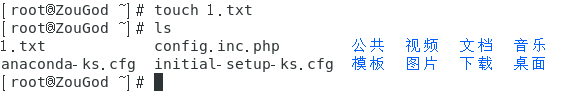 [root@ZouGod ~]# touch 1.txt
[root@ZouGod ~]# ls
1.txt config.inc.php 公共 视频 文档 音乐
anaconda-ks.cfg initial-setup-ks.cfg 模板 图片 下载 桌面
[root@ZouGod ~]#